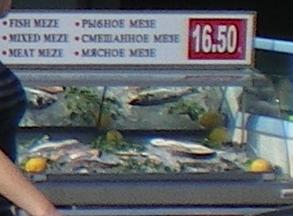 • FISH MEZE • РЫБНОЕ МЕЗЕ
• MIXED MEZE • СМЕШАННОЕ МЕЗЕ
• MEAT MEZE • МЯСНОЕ МЕЗЕ
16.50